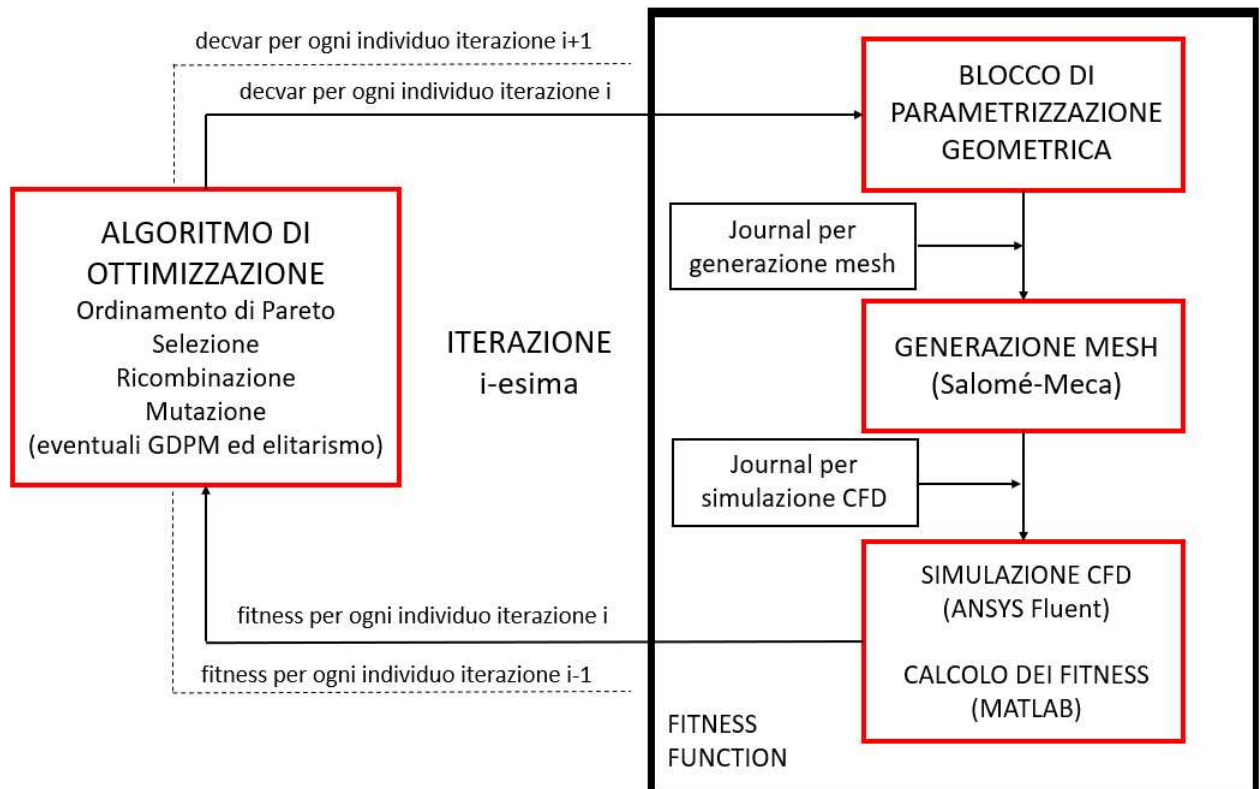 decvar per ogni individuo iterazione i+1
decvar per ogni individuo iterazione i
BLOCCO DI
PARAMETRIZZAZIONE
GEOMETRICA
ALGORITMO DI
OTTIMIZZAZIONE
Ordinamento di Pareto
Selezione
Ricombinazione
Mutazione
(eventuali GDPM ed elitarismo)
ITERAZIONE
i-esima
Journal per
generazione mesh
GENERAZIONE MESH
(Salomé-Meca)
Journal per
simulazione CFD
SIMULAZIONE CFD
(ANSYS Fluent)
CALCOLO DEI FITNESS
(MATLAB)
fitness per ogni individuo iterazione i
fitness per ogni individuo iterazione i-1
FITNESS
FUNCTION